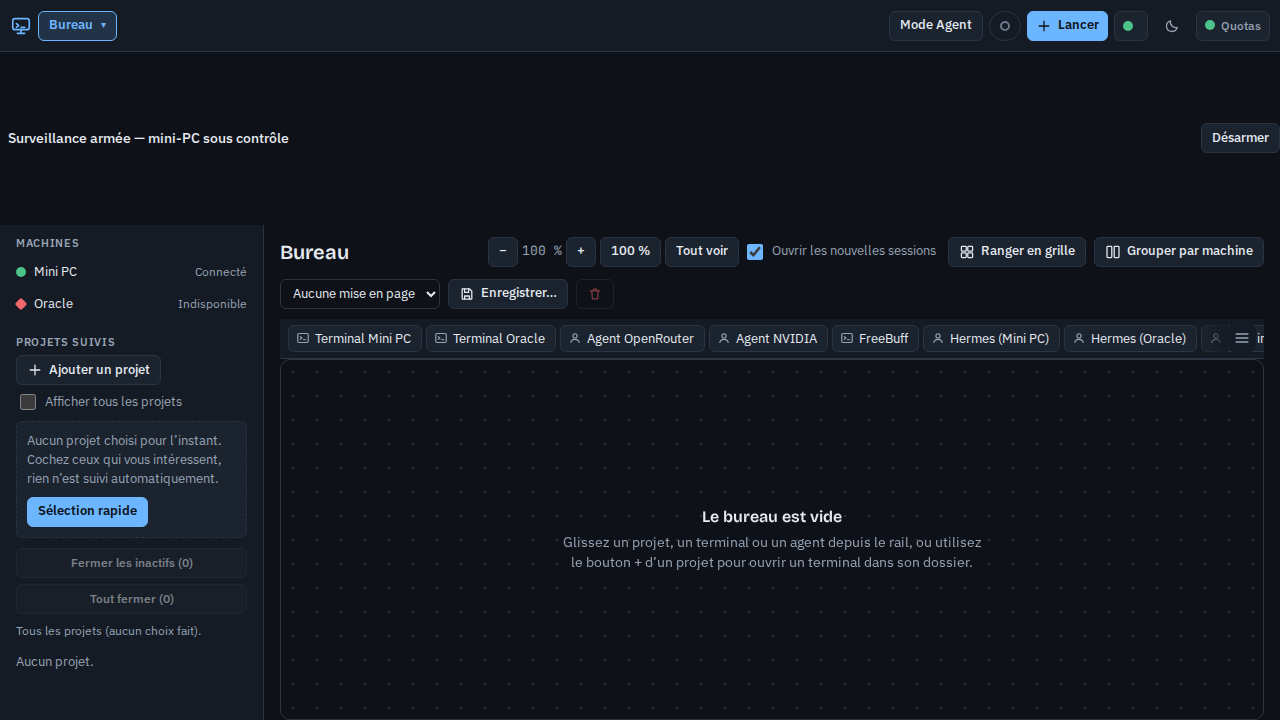 Bureau ▾
Mode Agent
Lancer
Quotas
Surveillance armée — mini-PC sous contrôle
Désarmer
MACHINES
Mini PC
Connecté
Oracle
Indisponible
PROJETS SUIVIS
Ajouter un projet
Afficher tous les projets
Aucun projet choisi pour l’instant.
Cochez ceux qui vous intéressent,
rien n’est suivi automatiquement.
Sélection rapide
Fermer les inactifs (0)
Tout fermer (0)
Tous les projets (aucun choix fait).
Aucun projet.
Bureau
− 100 % + 100 % Tout voir
Ouvrir les nouvelles sessions
Ranger en grille
Grouper par machine
Aucune mise en page
Enregistrer…
Terminal Mini PC
Terminal Oracle
Agent OpenRouter
Agent NVIDIA
FreeBuff
Hermes (Mini PC)
Hermes (Oracle)
Le bureau est vide
Glissez un projet, un terminal ou un agent depuis le rail, ou utilisez
le bouton + d’un projet pour ouvrir un terminal dans son dossier.